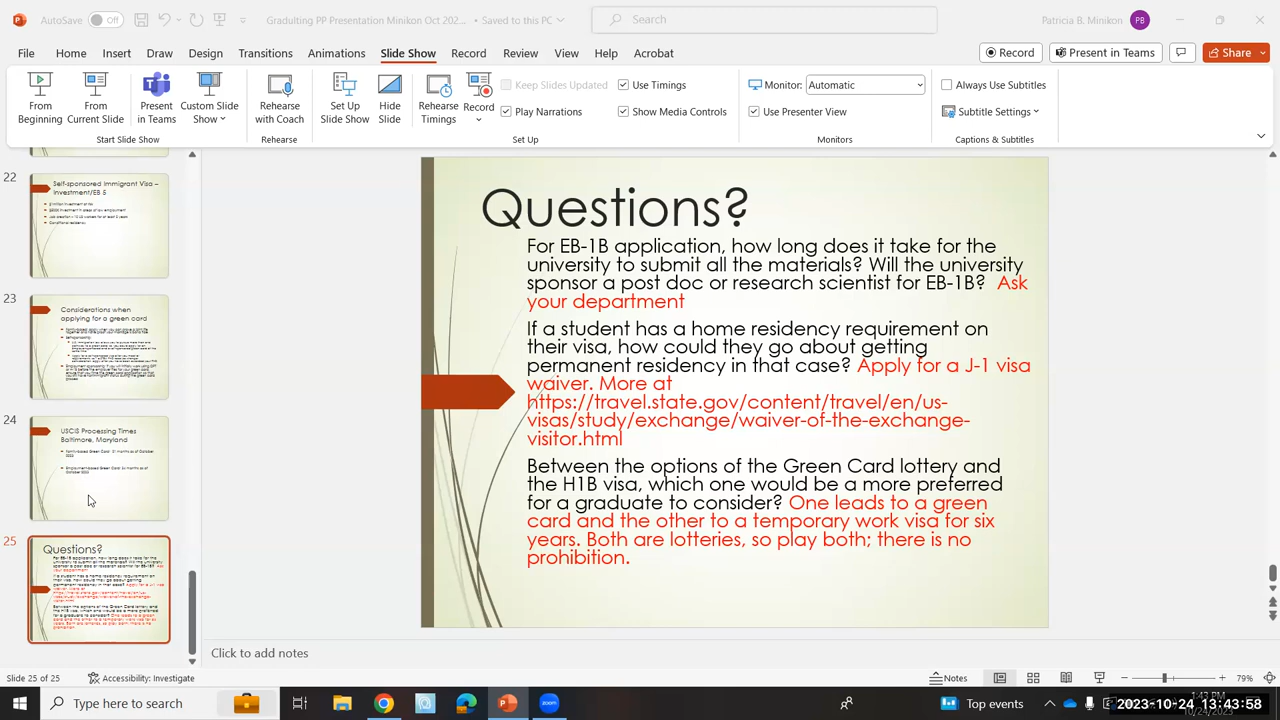 AutoSave
Off
Gradulting PP Presentation Minikon Oct 202... • Saved to this PC
Search
Patricia B. Minikon
PB
File
Home
Insert
Draw
Design
Transitions
Animations
Slide Show
Record
Review
View
Help
Acrobat
Record
Present in Teams
Share
From
Beginning
From
Current Slide
Present
in Teams
Custom Slide
Show
Start Slide Show
Rehearse
with Coach
Rehearse
Set Up
Slide Show
Hide
Slide
Rehearse
Timings
Record
Keep Slides Updated
Play Narrations
Use Timings
Show Media Controls
Set Up
Monitor:
Automatic
Use Presenter View
Monitors
Always Use Subtitles
Subtitle Settings
Captions & Subtitles
22
Self-sponsored Immigrant Visa –
Investment/EB 5
23
Considerations when
applying for a green card
24
USCIS Processing Times
Baltimore, Maryland
25
Questions?
Questions?
For EB-1B application, how long does it take for the
university to submit all the materials? Will the university
sponsor a post doc or research scientist for EB-1B? Ask
your department
If a student has a home residency requirement on
their visa, how could they go about getting
permanent residency in that case? Apply for a J-1 visa
waiver. More at
https://travel.state.gov/content/travel/en/us-
visas/study/exchange/waiver-of-the-exchange-
visitor.html
Between the options of the Green Card lottery and
the H1B visa, which one would be a more preferred
for a graduate to consider? One leads to a green
card and the other to a temporary work visa for six
years. Both are lotteries, so play both; there is no
prohibition.
Click to add notes
Slide 25 of 25
Accessibility: Investigate
Notes
79%
Type here to search
zoom
Top events
1:43 PM
2023-10-24 13:43:58